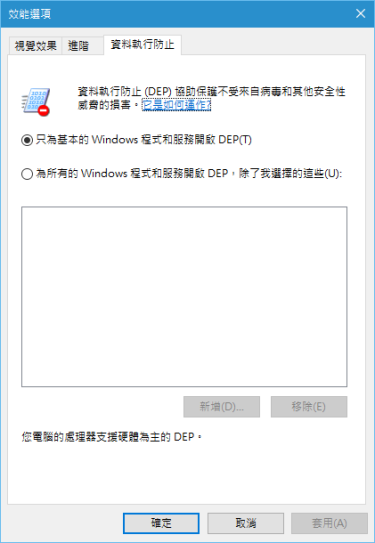 效能選項
視覺效果 進階 資料執行防止
資料執行防止 (DEP) 協助保護不受來自病毒和其他安全性
威脅的損害。它是如何運作?
只為基本的 Windows 程式和服務開啟 DEP(T)
為所有的 Windows 程式和服務開啟 DEP，除了我選擇的這些(U):
新增(D)... 移除(E)
您電腦的處理器支援硬體為主的 DEP。
確定 取消 套用(A)